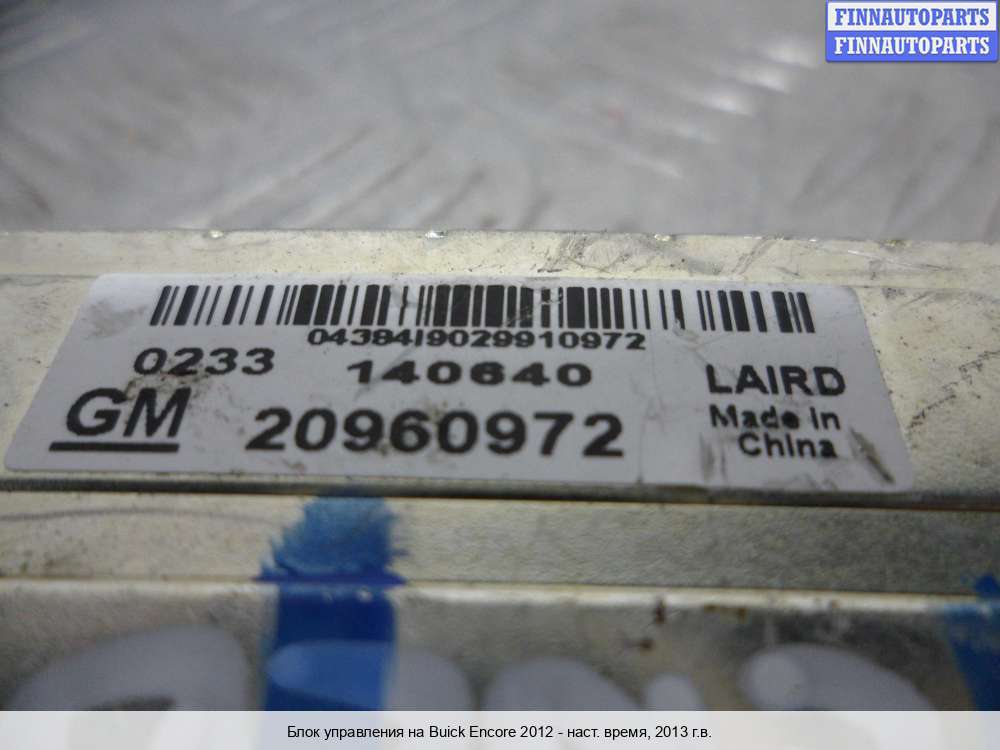 FINNAUTOPARTS
FINNAUTOPARTS
04384I9029910972
0233 140640 LAIRD
GM 20960972 Made in
China
Блок управления на Buick Encore 2012 - наст. время, 2013 г.в.